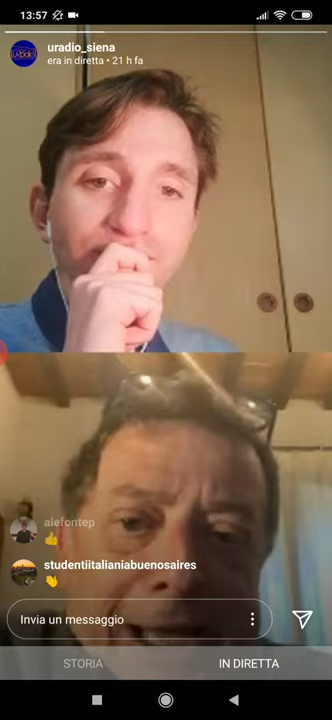 13:57
uradio_siena
era in diretta • 21 h fa
alefontep
👍
studentiitalianiabuenosaires
👏
Invia un messaggio
STORIA IN DIRETTA